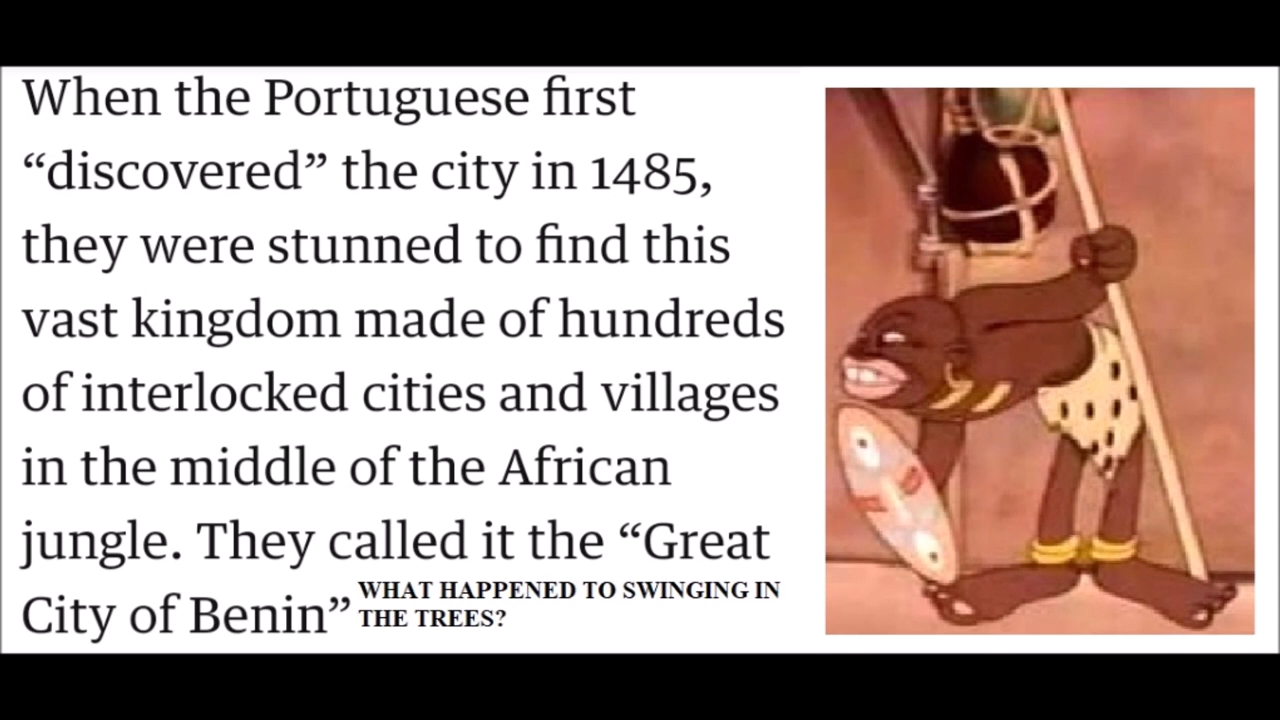 When the Portuguese first
“discovered” the city in 1485,
they were stunned to find this
vast kingdom made of hundreds
of interlocked cities and villages
in the middle of the African
jungle. They called it the “Great
City of Benin”
WHAT HAPPENED TO SWINGING IN
THE TREES?